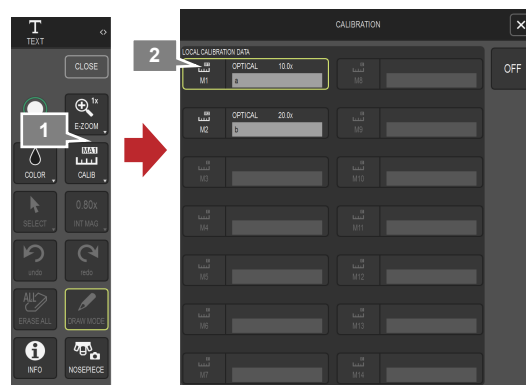 T
TEXT
<>
CLOSE
1x
E-ZOOM
1
MA1
COLOR
CALIB
0.80x
SELECT
INT MAG
undo
redo
ALL
ERASE ALL
DRAW MODE
INFO
NOSEPIECE
2
CALIBRATION
X
LOCAL CALIBRATION DATA
OPTICAL 10.0x
M1
a
OPTICAL 20.0x
M2
b
M3
M4
M5
M6
M7
M8
M9
M10
M11
M12
M13
M14
OFF